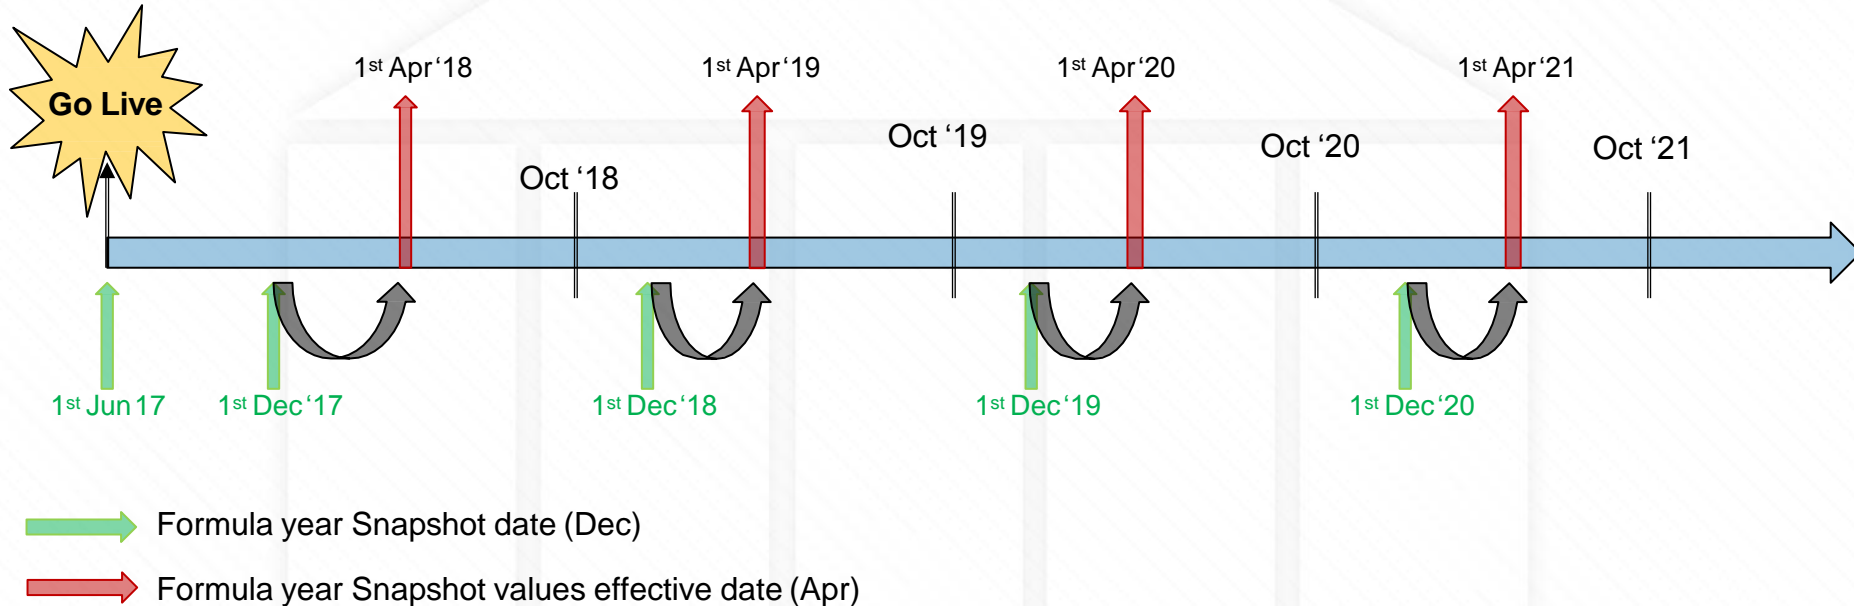 1st Apr ‘18
1st Apr ‘19
1st Apr ‘20
1st Apr ‘21
Go Live
Oct ‘18
Oct ‘19
Oct ‘20
Oct ‘21
1st Jun 17
1st Dec ‘17
1st Dec ‘18
1st Dec ‘19
1st Dec ‘20
Formula year Snapshot date (Dec)
Formula year Snapshot values effective date (Apr)